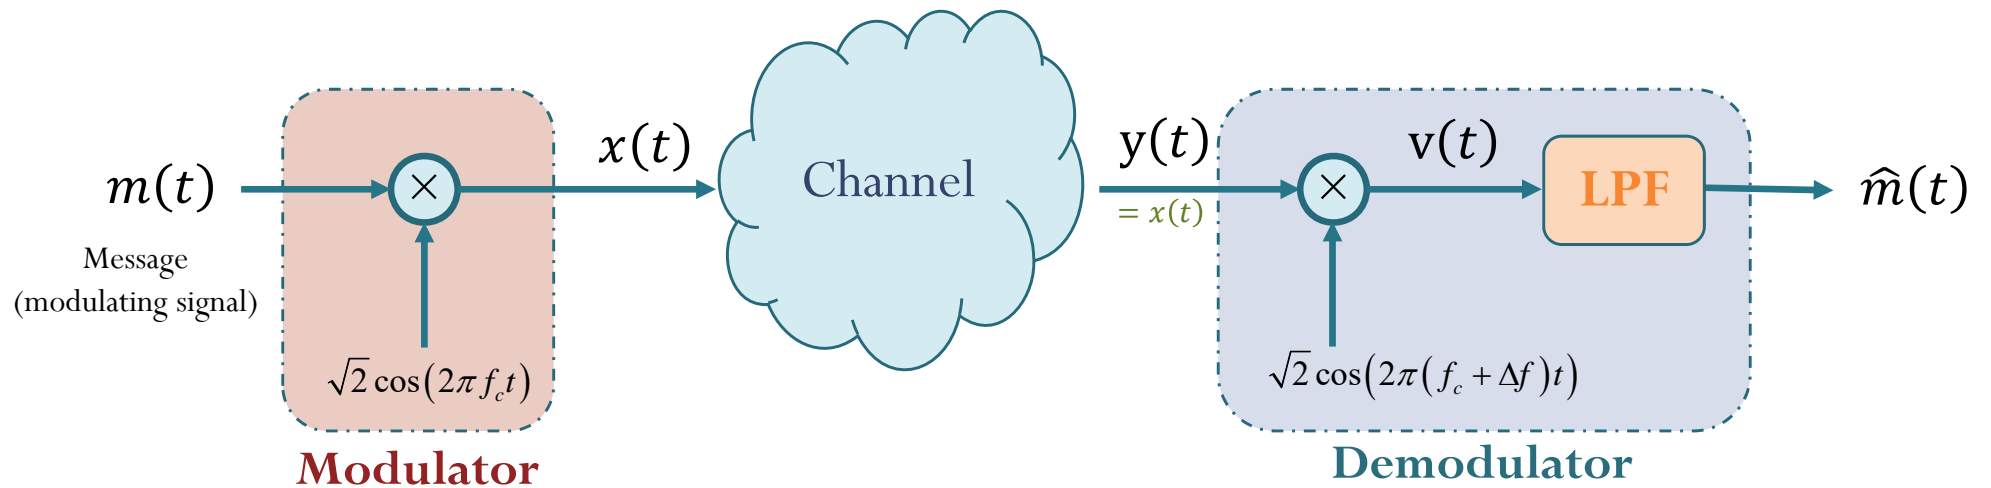 m(t)
Message
(modulating signal)
×
√2 cos(2πf_c t)
Modulator
x(t)
Channel
y(t)
= x(t)
×
√2 cos(2π(f_c + Δf)t)
v(t)
LPF
Demodulator
m̂(t)